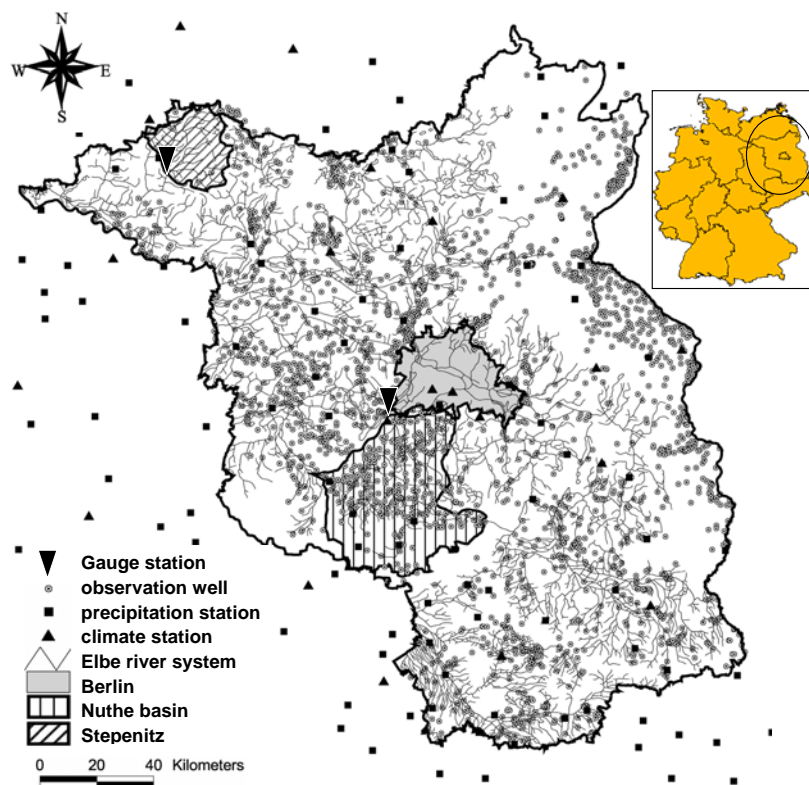 N
W E
S
Gauge station
observation well
precipitation station
climate station
Elbe river system
Berlin
Nuthe basin
Stepenitz
0 20 40 Kilometers